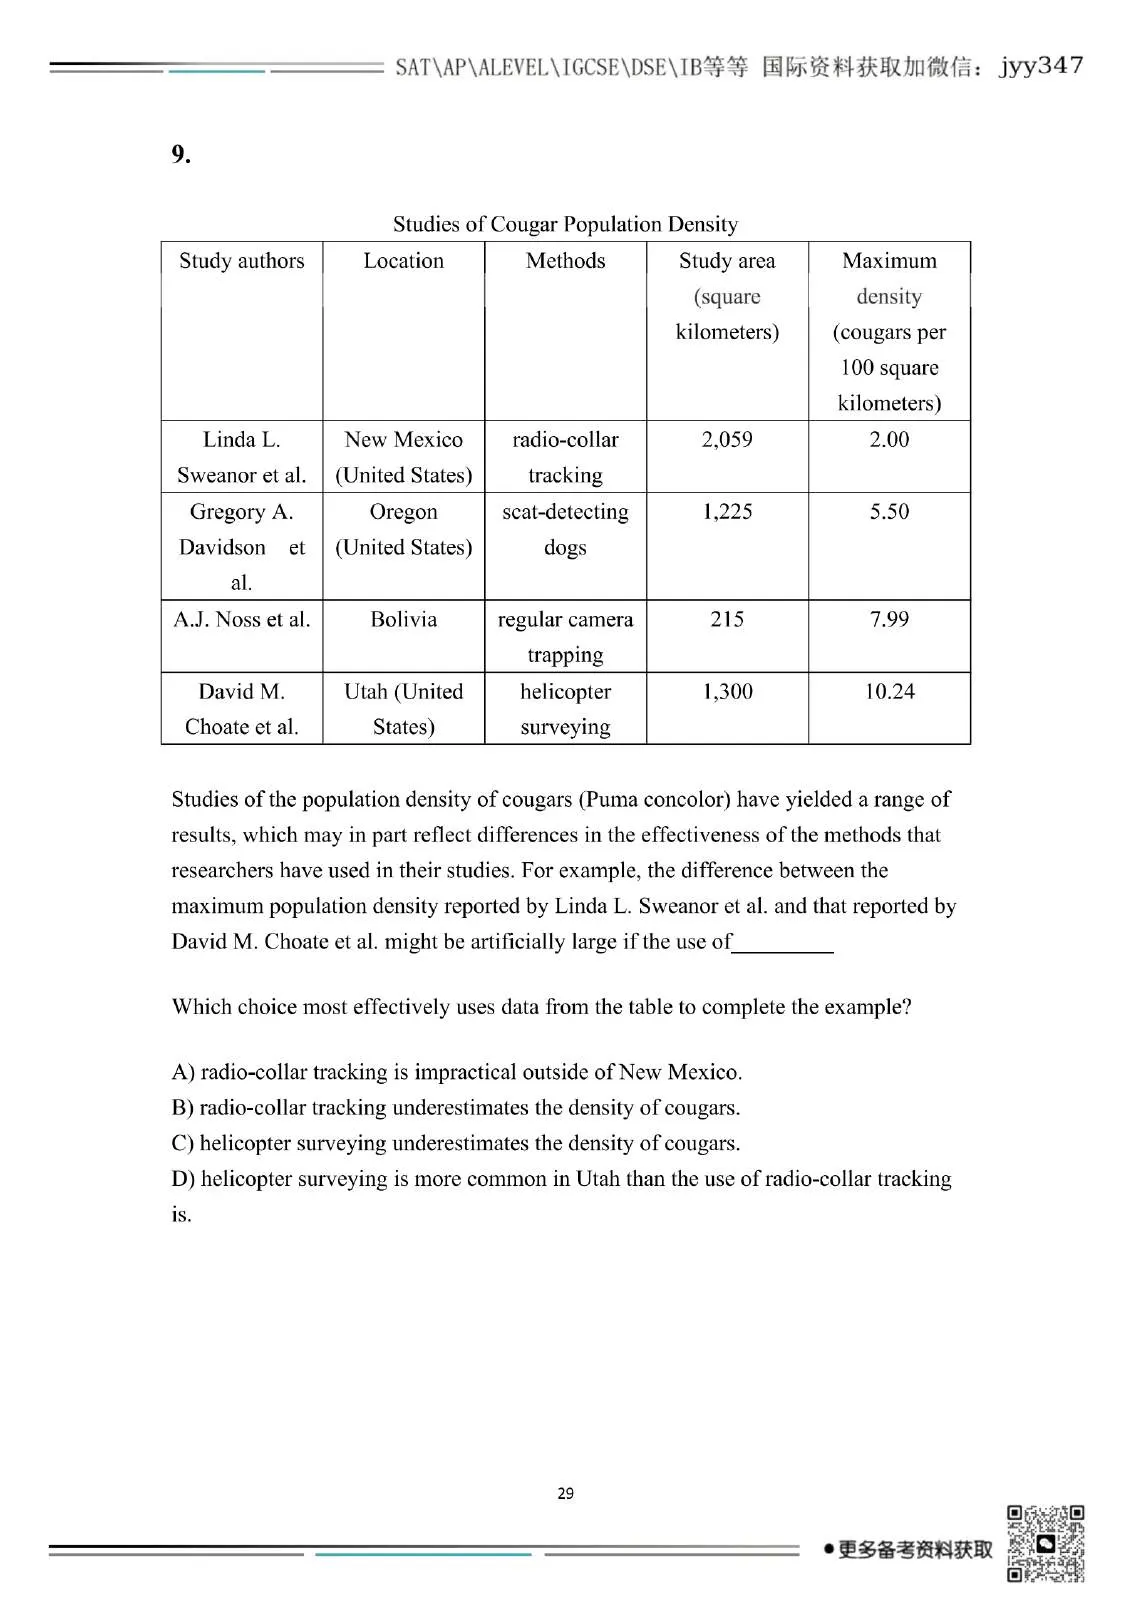 SAT\AP\ALEVEL\IGCSE\DSE\IB等等 国际资料获取加微信：jyy347
9.
Studies of Cougar Population Density
Study authors
Location
Methods
Study area
(square
kilometers)
Maximum
density
(cougars per
100 square
kilometers)
Linda L.
Sweanor et al.
New Mexico
(United States)
radio-collar
tracking
2,059
2.00
Gregory A.
Davidson et
al.
Oregon
(United States)
scat-detecting
dogs
1,225
5.50
A.J. Noss et al.
Bolivia
regular camera
trapping
215
7.99
David M.
Choate et al.
Utah (United
States)
helicopter
surveying
1,300
10.24
Studies of the population density of cougars (Puma concolor) have yielded a range of
results, which may in part reflect differences in the effectiveness of the methods that
researchers have used in their studies. For example, the difference between the
maximum population density reported by Linda L. Sweanor et al. and that reported by
David M. Choate et al. might be artificially large if the use of_________
Which choice most effectively uses data from the table to complete the example?
A) radio-collar tracking is impractical outside of New Mexico.
B) radio-collar tracking underestimates the density of cougars.
C) helicopter surveying underestimates the density of cougars.
D) helicopter surveying is more common in Utah than the use of radio-collar tracking
is.
29
●更多备考资料获取